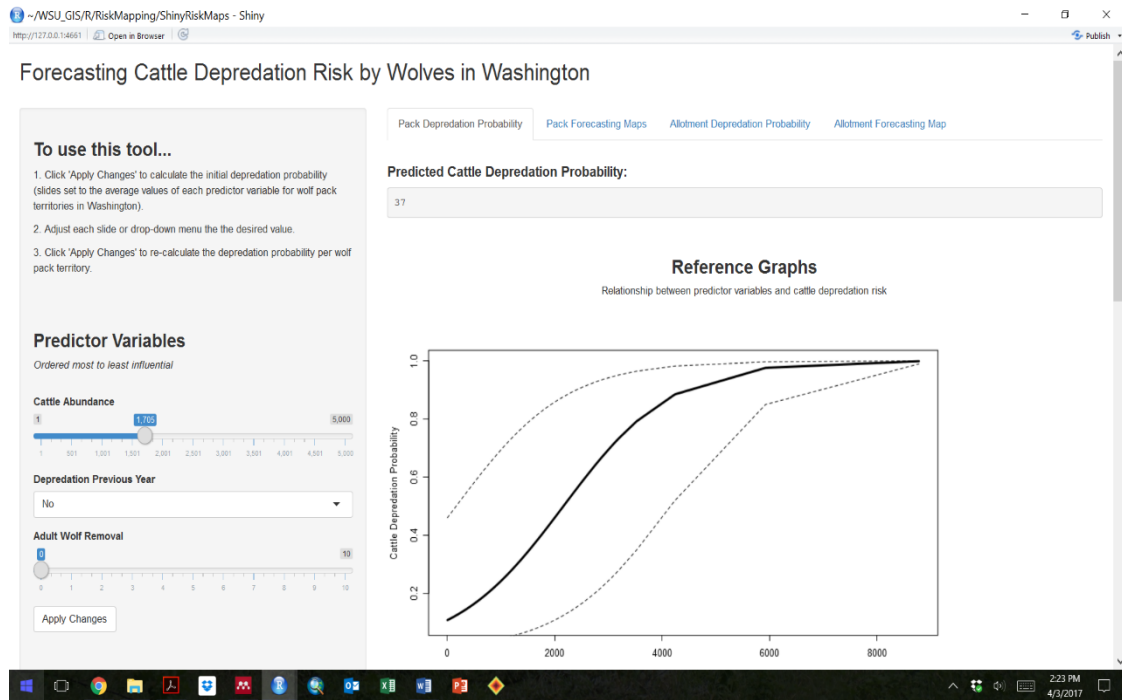 ~/WSU_GIS/R/RiskMapping/ShinyRiskMaps - Shiny
http://127.0.0.1:4661 Open in Browser Publish
Forecasting Cattle Depredation Risk by Wolves in Washington
To use this tool...
1. Click 'Apply Changes' to calculate the initial depredation probability
(slides set to the average values of each predictor variable for wolf pack
territories in Washington).
2. Adjust each slide or drop-down menu the the desired value.
3. Click 'Apply Changes' to re-calculate the depredation probability per wolf
pack territory.
Predictor Variables
Ordered most to least influential
Cattle Abundance
1 1,705 5,000
1 501 1,001 1,501 2,001 2,501 3,001 3,501 4,001 4,501 5,000
Depredation Previous Year
No
Adult Wolf Removal
0 10
0 1 2 3 4 5 6 7 8 9 10
Apply Changes
Pack Depredation Probability Pack Forecasting Maps Allotment Depredation Probability Allotment Forecasting Map
Predicted Cattle Depredation Probability:
37
Reference Graphs
Relationship between predictor variables and cattle depredation risk
Cattle Depredation Probability
1.0
0.8
0.6
0.4
0.2
0 2000 4000 6000 8000
2:23 PM
4/3/2017